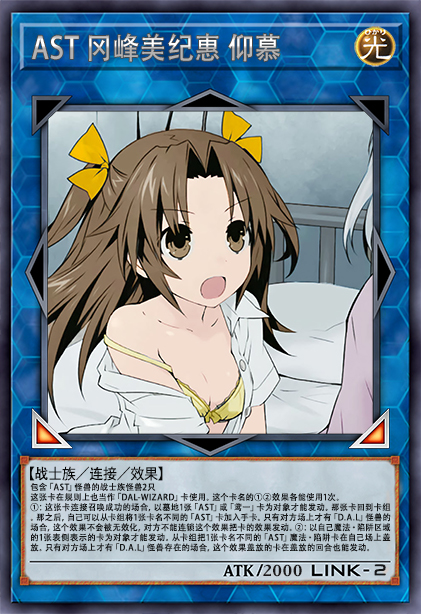 AST 冈峰美纪惠 仰慕
ひかり
光
【战士族／连接／效果】
包含「AST」怪兽的战士族怪兽2只
这张卡在规则上也当作「DAL-WIZARD」卡使用。这个卡名的①②效果各能使用1次。
①：这张卡连接召唤成功的场合，以墓地1张「AST」或「鸢一」卡为对象才能发动。那张卡回到卡组
。那之后，自己可以从卡组将1张卡名不同的「AST」卡加入手卡。只有对方场上才有「D.A.L」怪兽的
场合，这个效果不会被无效化，对方不能连锁这个效果把卡的效果发动。②：以自己魔法·陷阱区域
的1张表侧表示的卡为对象才能发动。从卡组把1张卡名不同的「AST」魔法·陷阱卡在自己场上盖
放。只有对方场上才有「D.A.L」怪兽存在的场合，这个效果盖放的卡在盖放的回合也能发动。
ATK/2000 LINK-2